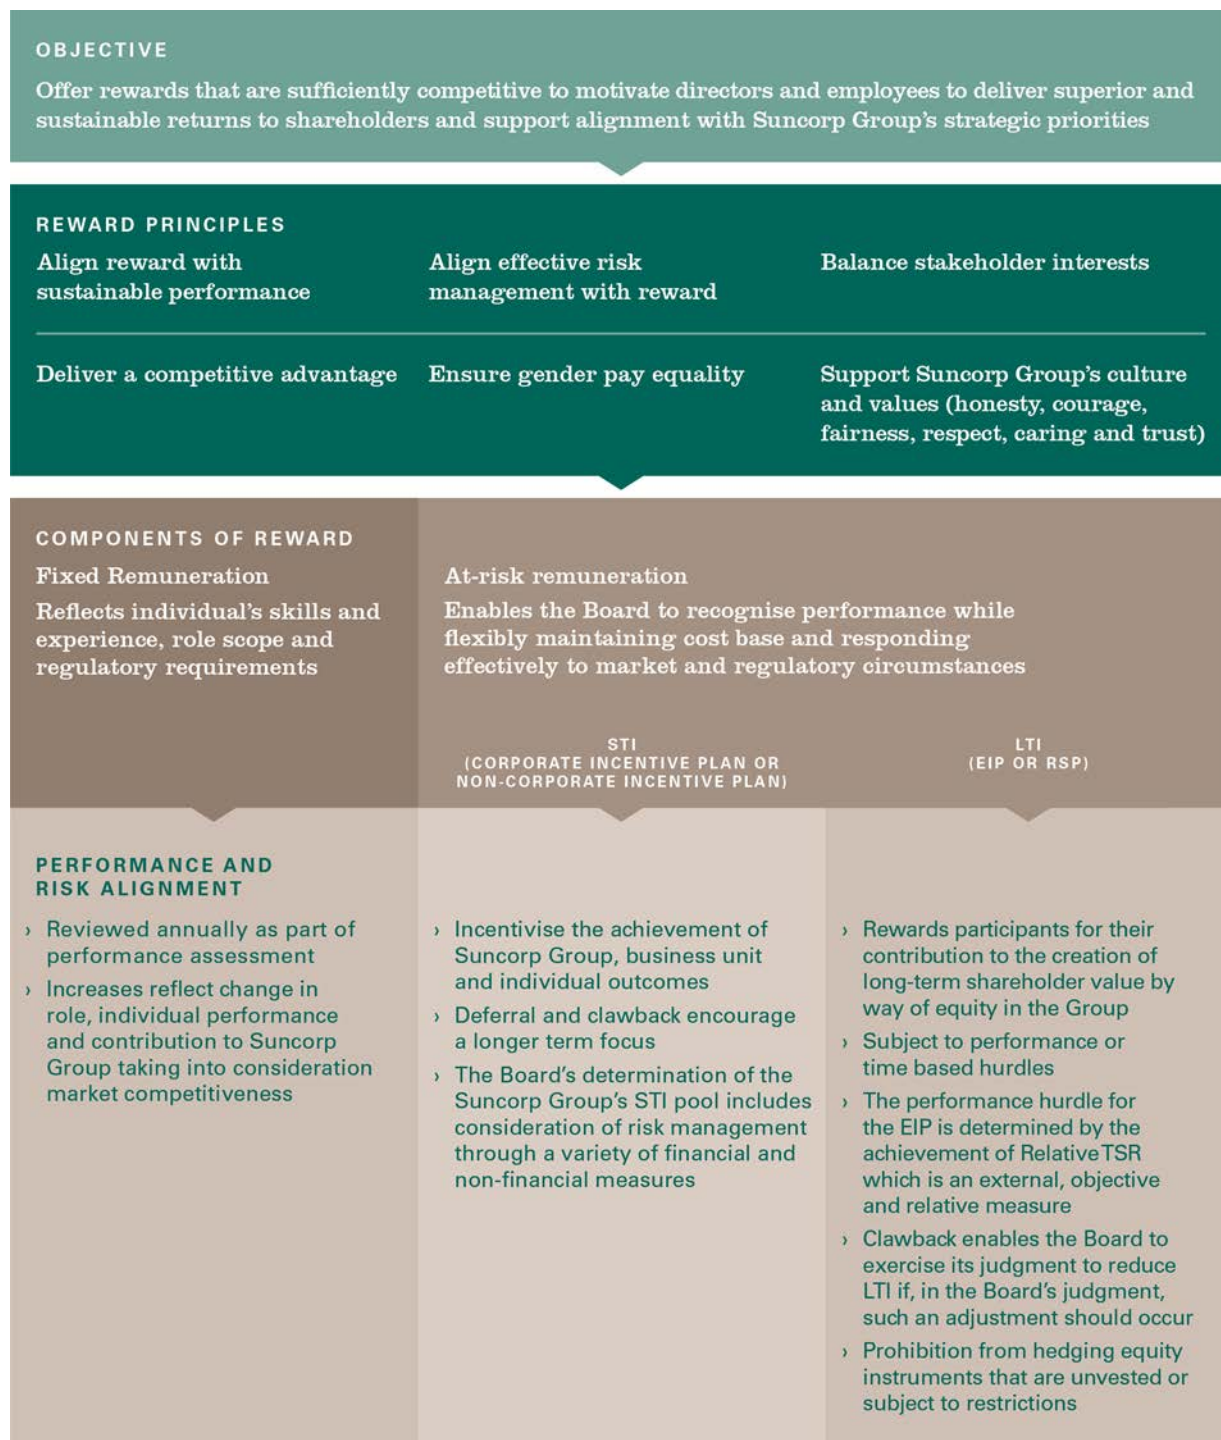 OBJECTIVE
Offer rewards that are sufficiently competitive to motivate directors and employees to deliver superior and
sustainable returns to shareholders and support alignment with Suncorp Group’s strategic priorities
REWARD PRINCIPLES
Align reward with
sustainable performance
Align effective risk
management with reward
Balance stakeholder interests
Deliver a competitive advantage
Ensure gender pay equality
Support Suncorp Group’s culture
and values (honesty, courage,
fairness, respect, caring and trust)
COMPONENTS OF REWARD
Fixed Remuneration
Reflects individual’s skills and
experience, role scope and
regulatory requirements
At-risk remuneration
Enables the Board to recognise performance while
flexibly maintaining cost base and responding
effectively to market and regulatory circumstances
STI
(CORPORATE INCENTIVE PLAN OR
NON-CORPORATE INCENTIVE PLAN)
LTI
(EIP OR RSP)
PERFORMANCE AND
RISK ALIGNMENT
› Reviewed annually as part of
performance assessment
› Increases reflect change in
role, individual performance
and contribution to Suncorp
Group taking into consideration
market competitiveness
› Incentivise the achievement of
Suncorp Group, business unit
and individual outcomes
› Deferral and clawback encourage
a longer term focus
› The Board’s determination of the
Suncorp Group’s STI pool includes
consideration of risk management
through a variety of financial and
non-financial measures
› Rewards participants for their
contribution to the creation of
long-term shareholder value by
way of equity in the Group
› Subject to performance or
time based hurdles
› The performance hurdle for
the EIP is determined by the
achievement of Relative TSR
which is an external, objective
and relative measure
› Clawback enables the Board to
exercise its judgment to reduce
LTI if, in the Board’s judgment,
such an adjustment should occur
› Prohibition from hedging equity
instruments that are unvested or
subject to restrictions